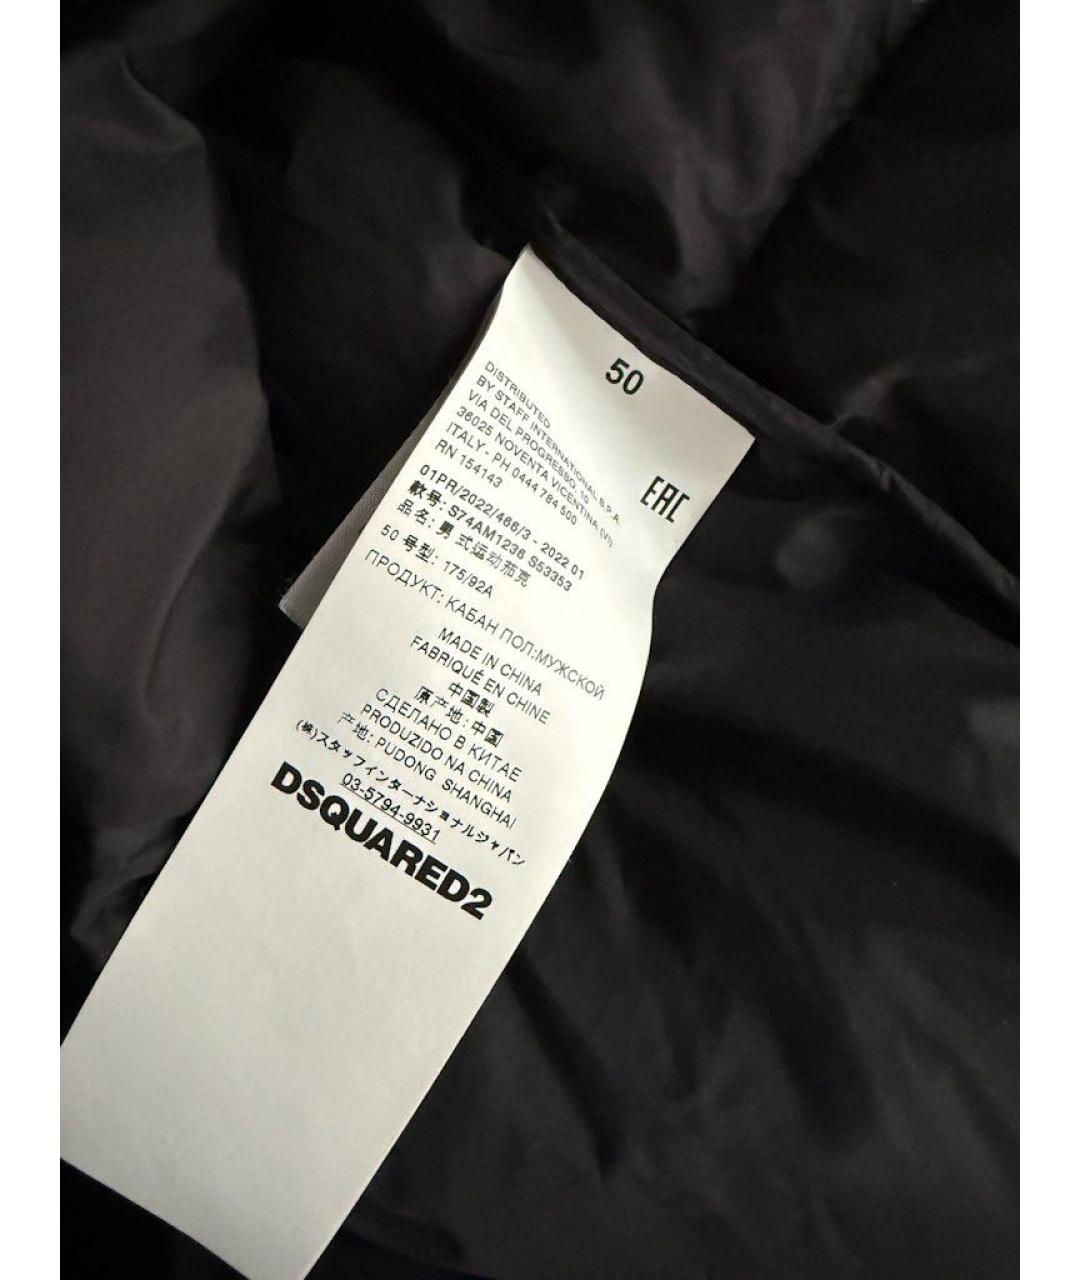 50
DISTRIBUTED
BY STAFF INTERNATIONAL S.P.A.
VIA DEL PROGRESSO, 10
36025 NOVENTA VICENTINA (VI)
ITALY - PH 0444 784 500
RN 154143
EAC
01PR/2022/466/3 - 2022 01
款号: S74AM1236 S53353
品名: 男 式运动茄克
50 号型: 175/92A
ПРОДУКТ: КАБАН ПОЛ:МУЖСКОЙ
MADE IN CHINA
FABRIQUÉ EN CHINE
中国製
原产地: 中国
СДЕЛАНО В КИТАЕ
PRODUZIDO NA CHINA
产地: PUDONG SHANGHAI
(株)スタッフインターナショナルジャパン
03-5794-9931
DSQUARED2